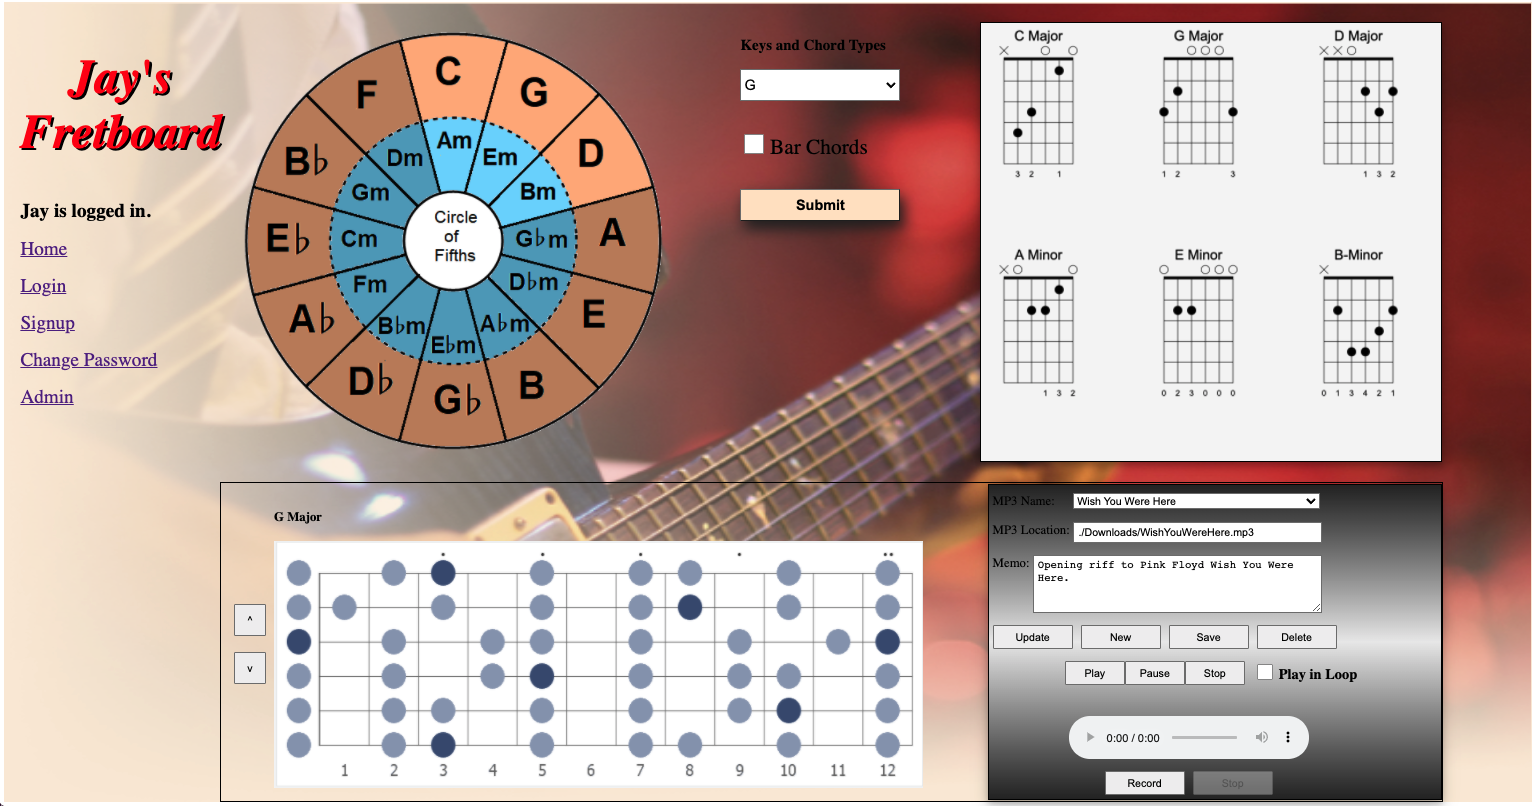 Jay's
Fretboard
Jay is logged in.
Home
Login
Signup
Change Password
Admin
C
G
D
A
E
B
G♭
D♭
A♭
E♭
B♭
F
Am
Em
Bm
G♭m
D♭m
A♭m
E♭m
B♭m
Fm
Cm
Gm
Dm
Circle
of
Fifths
Keys and Chord Types
G
Bar Chords
Submit
C Major
G Major
D Major
3 2 1
1 2 3
1 3 2
A Minor
E Minor
B-Minor
1 3 2
0 2 3 0 0 0
0 1 3 4 2 1
G Major
^
v
1 2 3 4 5 6 7 8 9 10 11 12
MP3 Name: Wish You Were Here
MP3 Location: ./Downloads/WishYouWereHere.mp3
Memo: Opening riff to Pink Floyd Wish You Were
Here.
Update New Save Delete
Play Pause Stop Play in Loop
0:00 / 0:00
Record Stop